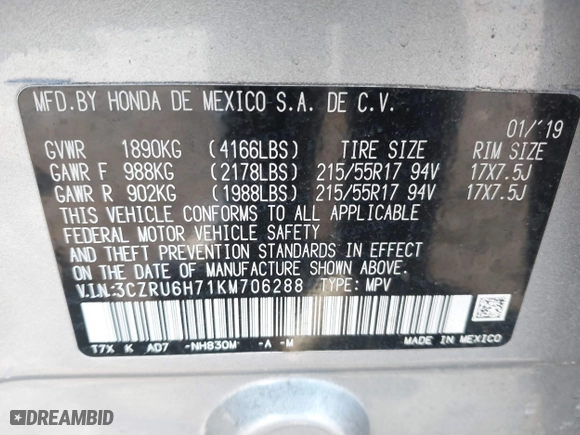 MFD.BY HONDA DE MEXICO S.A. DE C.V.
01/'19
GVWR 1890KG (4166LBS) TIRE SIZE RIM SIZE
GAWR F 988KG (2178LBS) 215/55R17 94V 17X7.5J
GAWR R 902KG (1988LBS) 215/55R17 94V 17X7.5J
THIS VEHICLE CONFORMS TO ALL APPLICABLE
FEDERAL MOTOR VEHICLE SAFETY
AND THEFT PREVENTION STANDARDS IN EFFECT
ON THE DATE OF MANUFACTURE SHOWN ABOVE.
V.I.N:3CZRU6H71KM706288 TYPE: MPV
T7X K AD7 -NH830M -A -M
MADE IN MEXICO
DREAMBID